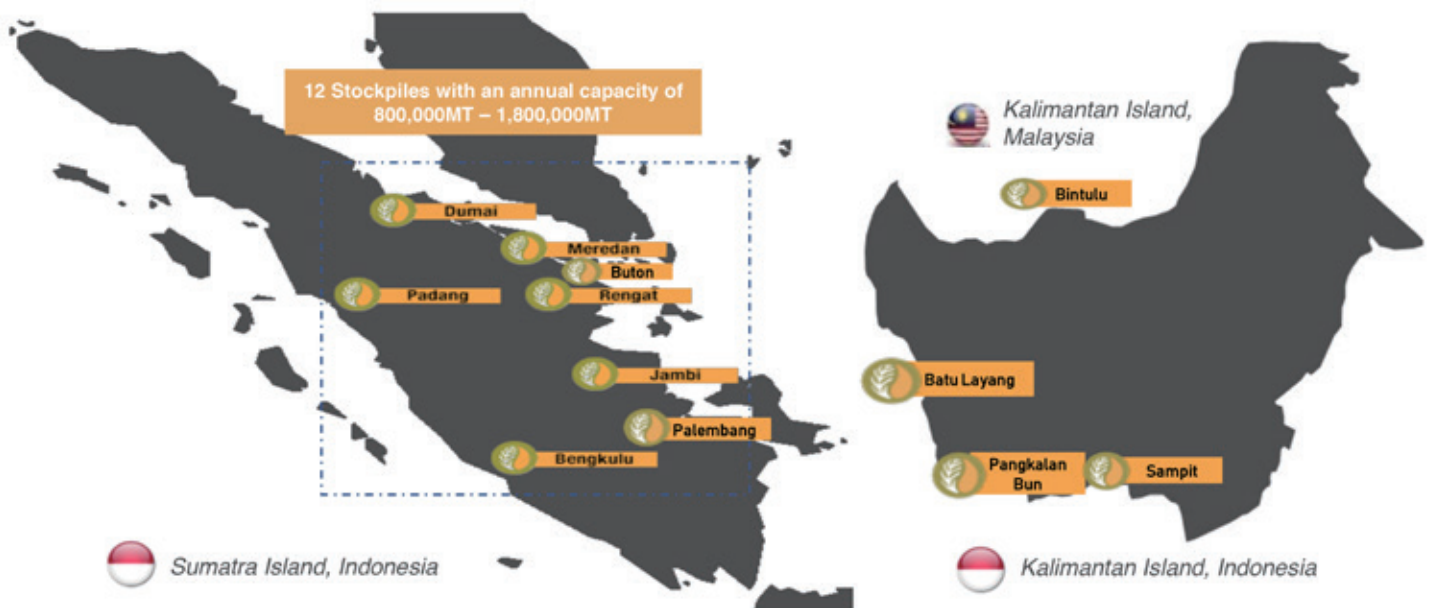 12 Stockpiles with an annual capacity of
800,000MT – 1,800,000MT
Kalimantan Island,
Malaysia
Bintulu
Dumai
Meredan
Buton
Padang
Rengat
Jambi
Batu Layang
Palembang
Bengkulu
Pangkalan
Bun
Sampit
Sumatra Island, Indonesia
Kalimantan Island, Indonesia